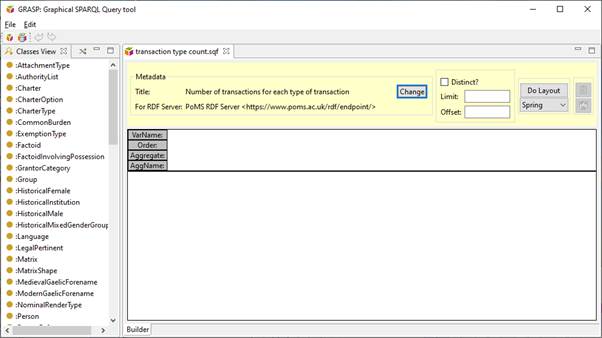 GRASP: Graphical SPARQL Query tool
File Edit
Classes View
transaction type count.sqf
:AttachmentType
:AuthorityList
:Charter
:CharterOption
:CharterType
:CommonBurden
:ExemptionType
:Factoid
:FactoidInvolvingPossession
:GrantorCategory
:Group
:HistoricalFemale
:HistoricalInstitution
:HistoricalMale
:HistoricalMixedGenderGroup
:Language
:LegalPertinent
:Matrix
:MatrixShape
:MedievalGaelicForename
:ModernGaelicForename
:NominalRenderType
:Person
Metadata
Title: Number of transactions for each type of transaction
Change
For RDF Server: PoMS RDF Server <https://www.poms.ac.uk/rdf/endpoint/>
Distinct?
Limit:
Offset:
Do Layout
Spring
VarName:
Order:
Aggregate:
AggName:
Builder